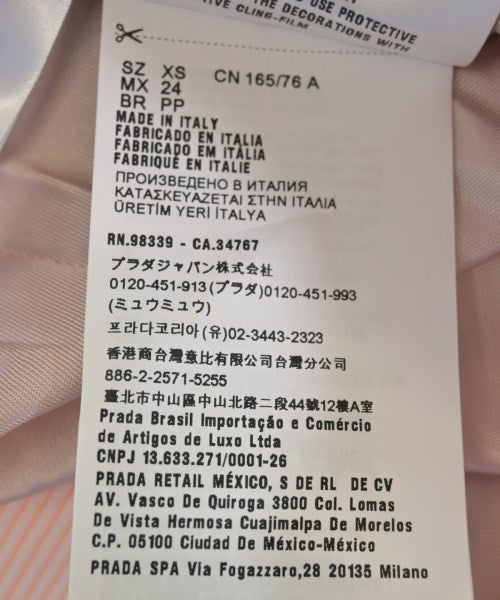 USE PROTECTIVE
THE DECORATIONS WITH
CLING-FILM
SZ XS CN 165/76 A
MX 24
BR PP
MADE IN ITALY
FABRICADO EN ITALIA
FABRICADO EM ITÁLIA
FABRIQUÉ EN ITALIE
ПРОИЗВЕДЕНО В ИТАЛИЯ
ΚΑΤΑΣΚΕΥΑΖΕΤΑΙ ΣΤΗΝ ΙΤΑΛΙΑ
ÜRETİM YERİ İTALYA
RN.98339 - CA.34767
プラダジャパン株式会社
0120-451-913(プラダ)0120-451-993
(ミュウミュウ)
프라다코리아(유)02-3443-2323
香港商台灣意比有限公司台灣分公司
886-2-2571-5255
臺北市中山區中山北路二段44號12樓A室
Prada Brasil Importação e Comércio
de Artigos de Luxo Ltda
CNPJ 13.633.271/0001-26
PRADA RETAIL MÉXICO, S DE RL DE CV
AV. Vasco De Quiroga 3800 Col. Lomas
De Vista Hermosa Cuajimalpa De Morelos
C.P. 05100 Ciudad De México-México
PRADA SPA Via Fogazzaro,28 20135 Milano